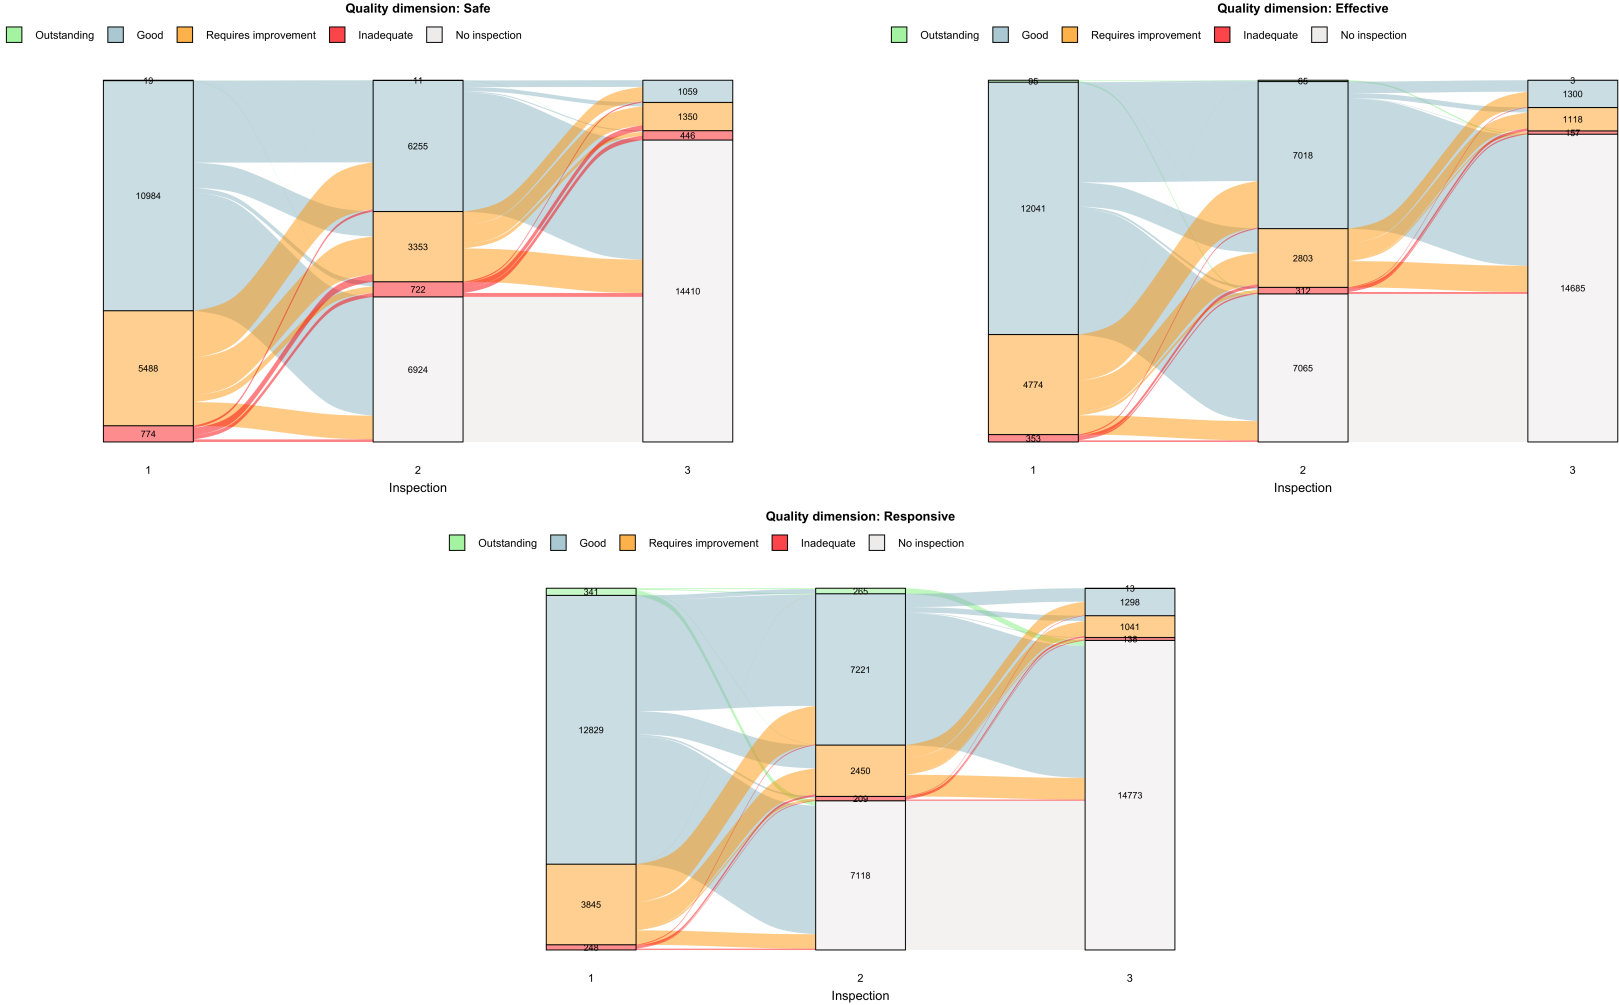 Quality dimension: Safe
Outstanding Good Requires improvement Inadequate No inspection
19 11
1059
1350
446
6255
10984
3353
722
14410
5488
6924
774
1 2 3
Inspection
Quality dimension: Effective
Outstanding Good Requires improvement Inadequate No inspection
95 65 3
1300
1118
157
7018
12041
2803
312
14685
4774
7065
353
1 2 3
Inspection
Quality dimension: Responsive
Outstanding Good Requires improvement Inadequate No inspection
341 265 13
1298
1041
138
7221
12829
2450
209
14773
7118
3845
248
1 2 3
Inspection